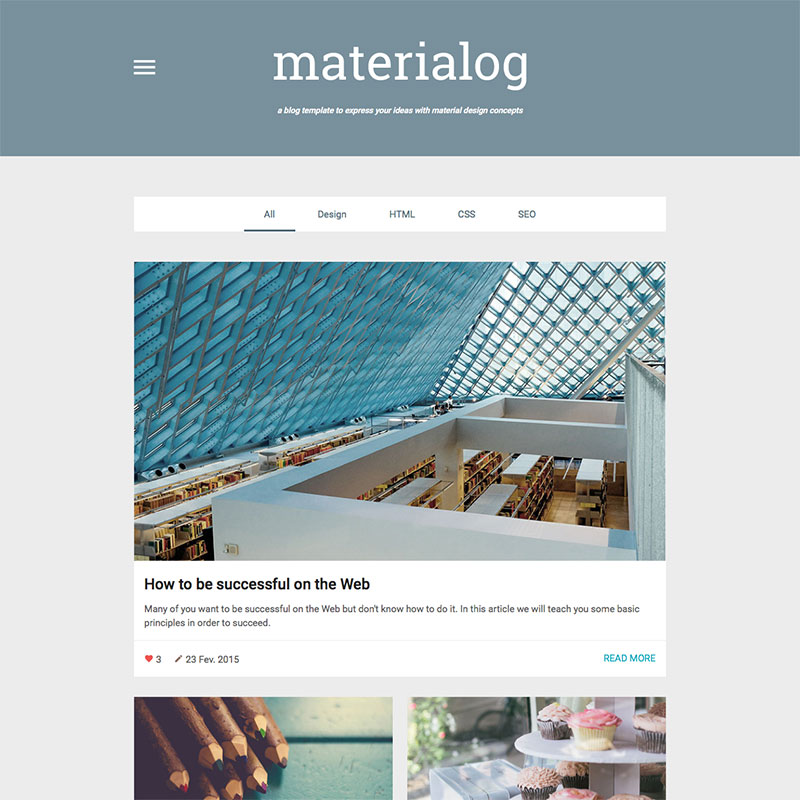 materialog
a blog template to express your ideas with material design concepts
All Design HTML CSS SEO
How to be successful on the Web
Many of you want to be successful on the Web but don't know how to do it. In this article we will teach you some basic
principles in order to succeed.
3 23 Fev. 2015 READ MORE